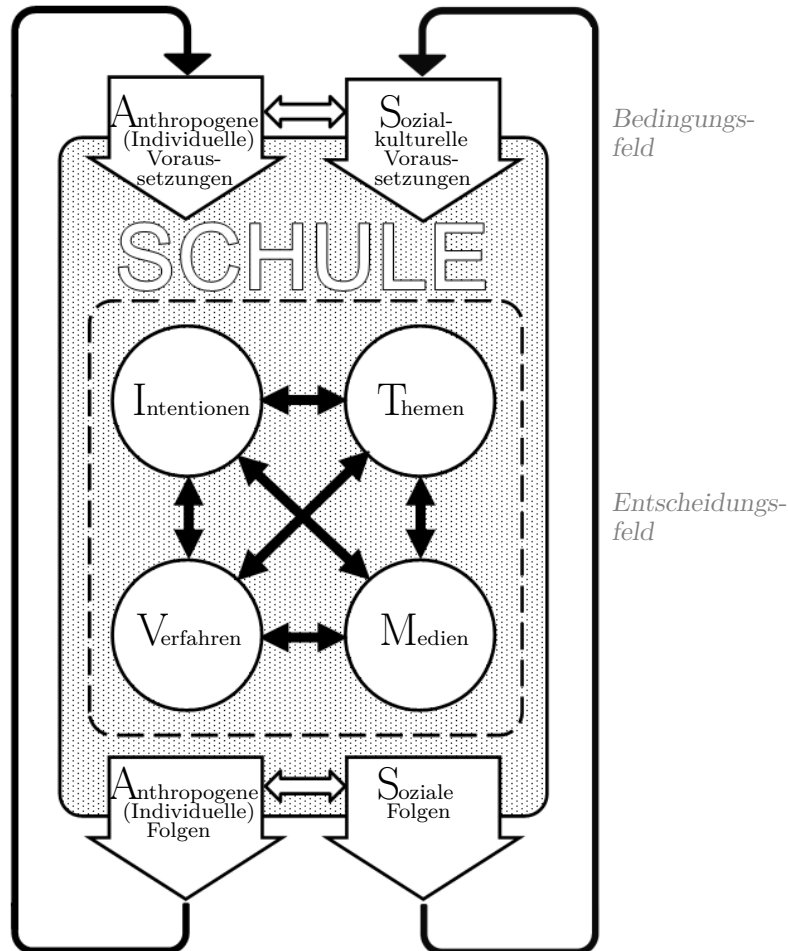 Anthropogene
(Individuelle)
Voraus-
setzungen
Sozial-
kulturelle
Voraus-
setzungen
Bedingungs-
feld
SCHULE
Intentionen
Themen
Entscheidungs-
feld
Verfahren
Medien
Anthropogene
(Individuelle)
Folgen
Soziale
Folgen